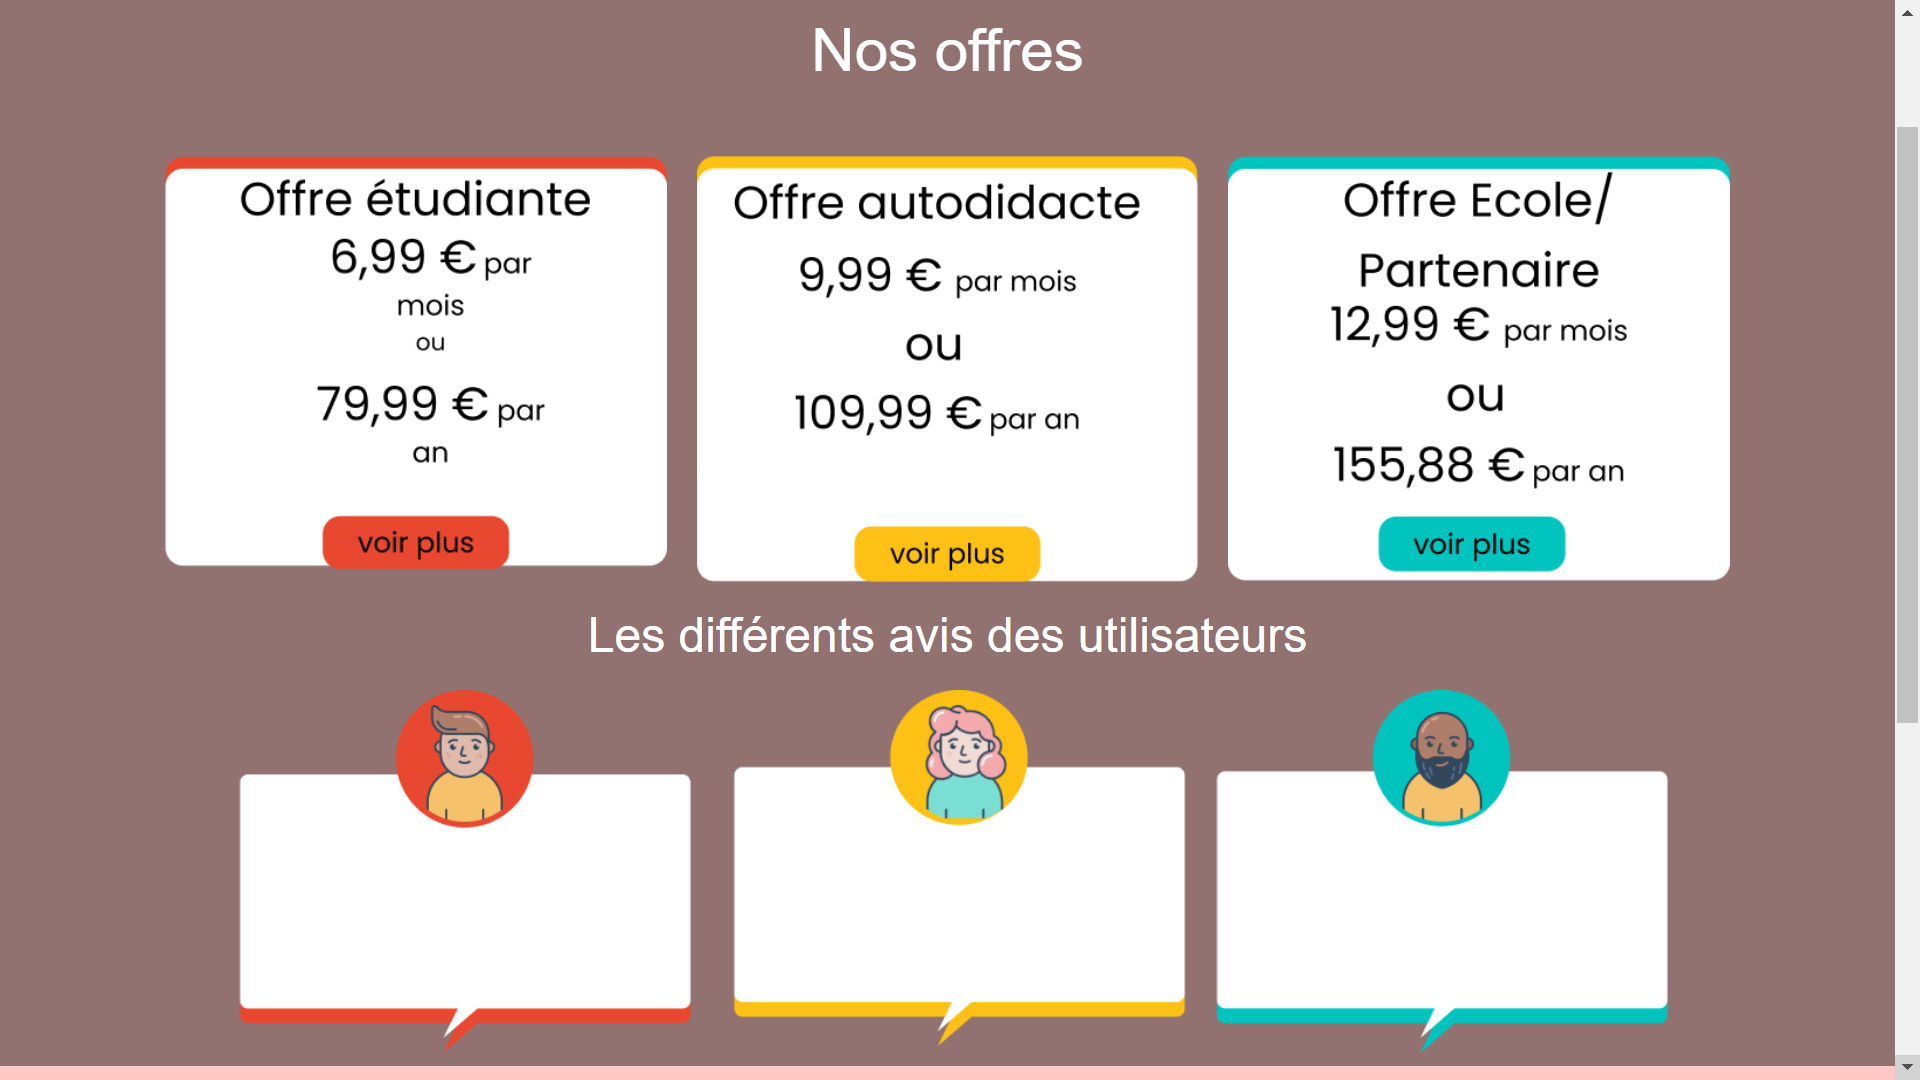 Nos offres
Offre étudiante
6,99 € par
mois
ou
79,99 € par
an
voir plus
Offre autodidacte
9,99 € par mois
ou
109,99 € par an
voir plus
Offre Ecole/
Partenaire
12,99 € par mois
ou
155,88 € par an
voir plus
Les différents avis des utilisateurs